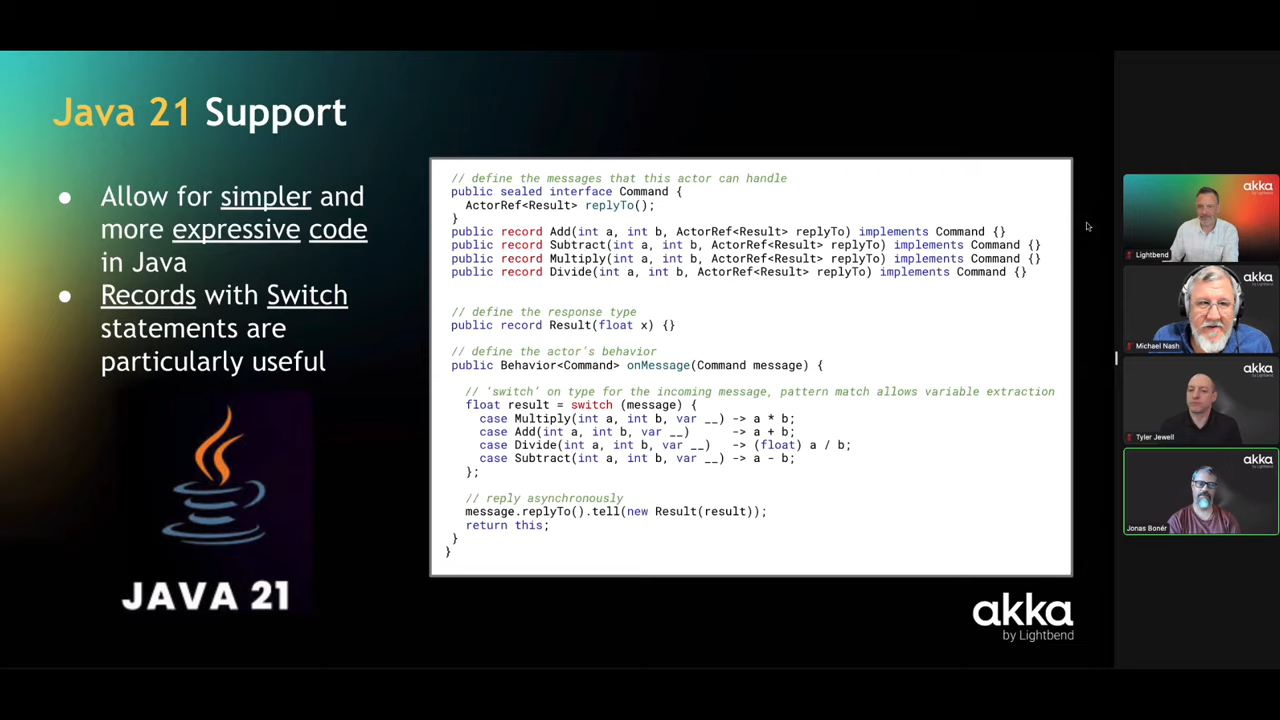 Java 21 Support
● Allow for simpler and
more expressive code
in Java
● Records with Switch
statements are
particularly useful
JAVA 21
// define the messages that this actor can handle
public sealed interface Command {
ActorRef<Result> replyTo();
}
public record Add(int a, int b, ActorRef<Result> replyTo) implements Command {}
public record Subtract(int a, int b, ActorRef<Result> replyTo) implements Command {}
public record Multiply(int a, int b, ActorRef<Result> replyTo) implements Command {}
public record Divide(int a, int b, ActorRef<Result> replyTo) implements Command {}
// define the response type
public record Result(float x) {}
// define the actor's behavior
public Behavior<Command> onMessage(Command message) {
// 'switch' on type for the incoming message, pattern match allows variable extraction
float result = switch (message) {
case Multiply(int a, int b, var __) -> a * b;
case Add(int a, int b, var __) -> a + b;
case Divide(int a, int b, var __) -> (float) a / b;
case Subtract(int a, int b, var __) -> a - b;
};
// reply asynchronously
message.replyTo().tell(new Result(result));
return this;
}
}
akka
by Lightbend
akka
by Lightbend
Lightbend
akka
by Lightbend
Michael Nash
akka
by Lightbend
Tyler Jewell
akka
by Lightbend
Jonas Bonér